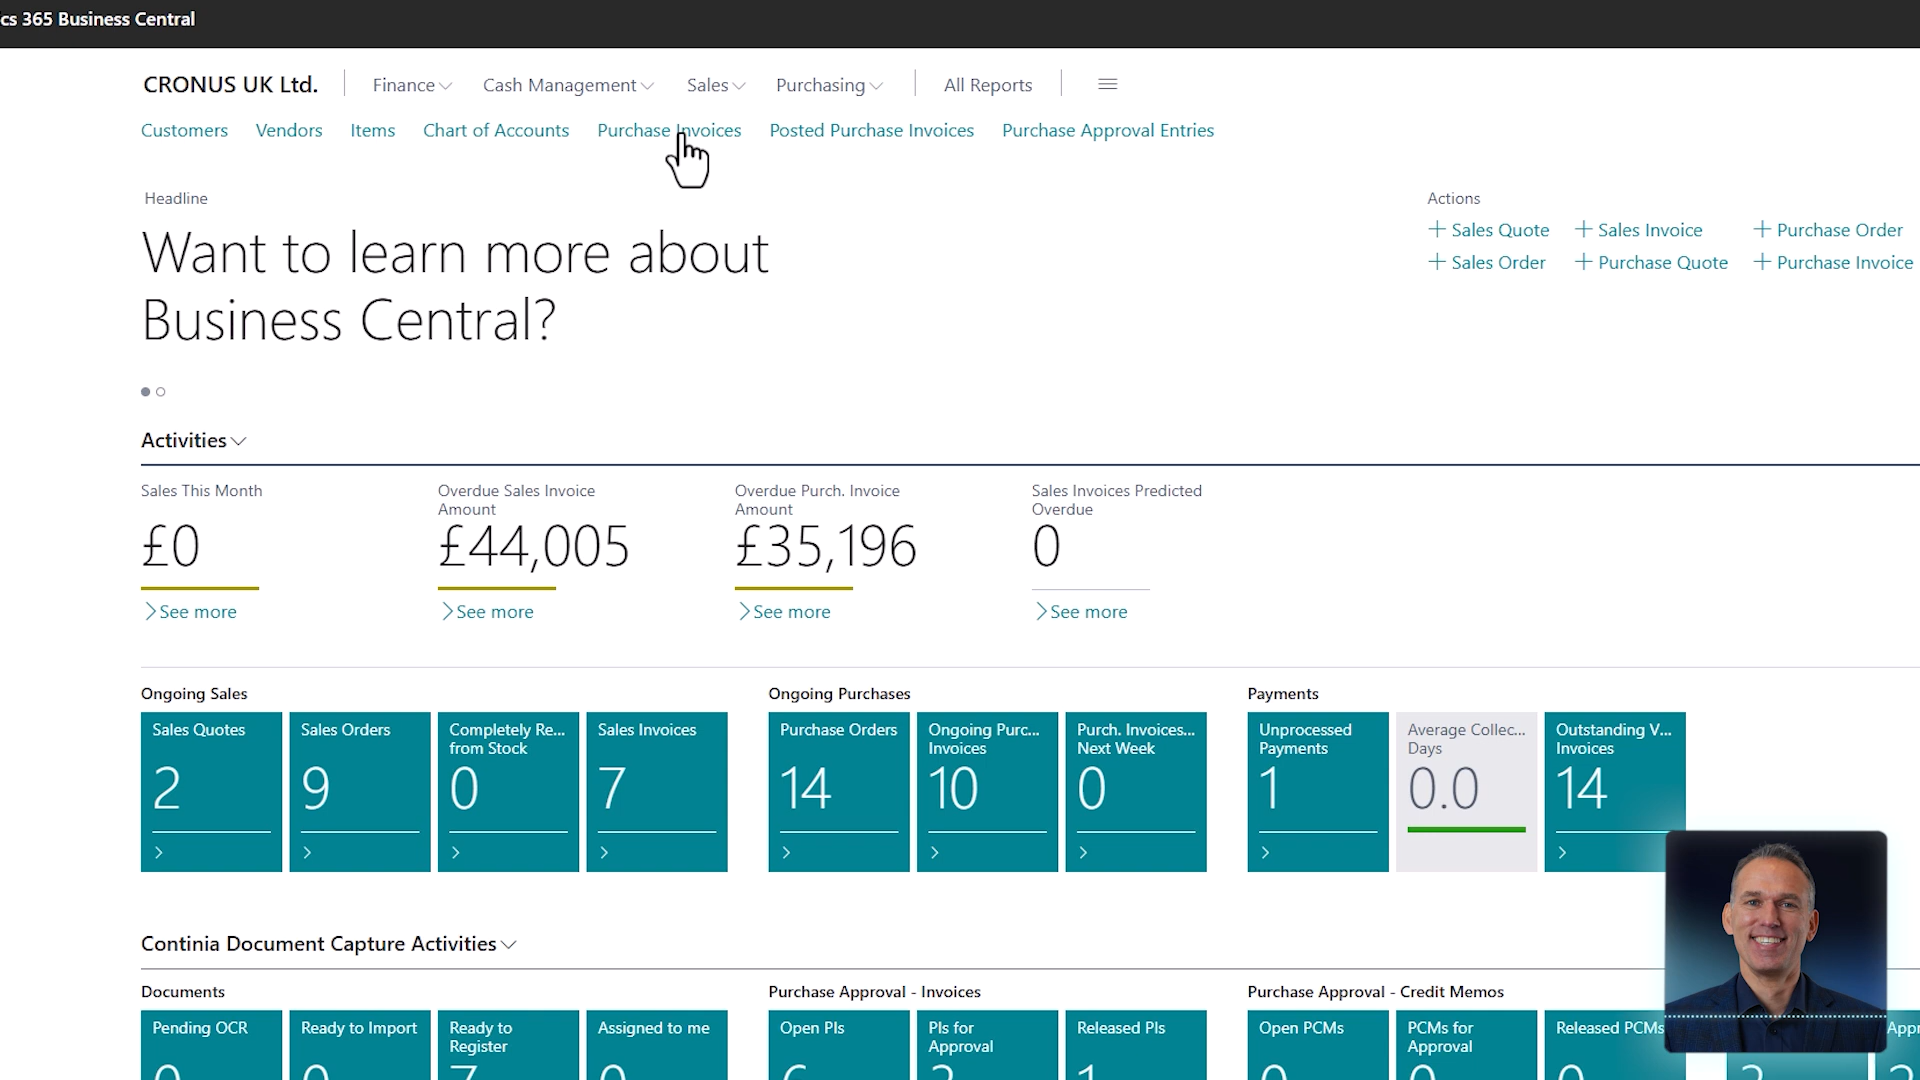 cs 365 Business Central
CRONUS UK Ltd. Finance Cash Management Sales Purchasing All Reports
Customers Vendors Items Chart of Accounts Purchase Invoices Posted Purchase Invoices Purchase Approval Entries
Headline
Want to learn more about
Business Central?
Actions
+ Sales Quote + Sales Invoice + Purchase Order
+ Sales Order + Purchase Quote + Purchase Invoice
Activities
Sales This Month
£0
See more
Overdue Sales Invoice
Amount
£44,005
See more
Overdue Purch. Invoice
Amount
£35,196
See more
Sales Invoices Predicted
Overdue
0
See more
Ongoing Sales
Sales Quotes
2
Sales Orders
9
Completely Re...
from Stock
0
Sales Invoices
7
Ongoing Purchases
Purchase Orders
14
Ongoing Purc...
Invoices
10
Purch. Invoices...
Next Week
0
Payments
Unprocessed
Payments
1
Average Collec...
Days
0.0
Outstanding V...
Invoices
14
Continia Document Capture Activities
Documents
Pending OCR
Ready to Import
Ready to
Register
Assigned to me
Purchase Approval - Invoices
Open PIs
PIs for
Approval
Released PIs
Purchase Approval - Credit Memos
Open PCMs
PCMs for
Approval
Released PCMs
Appr